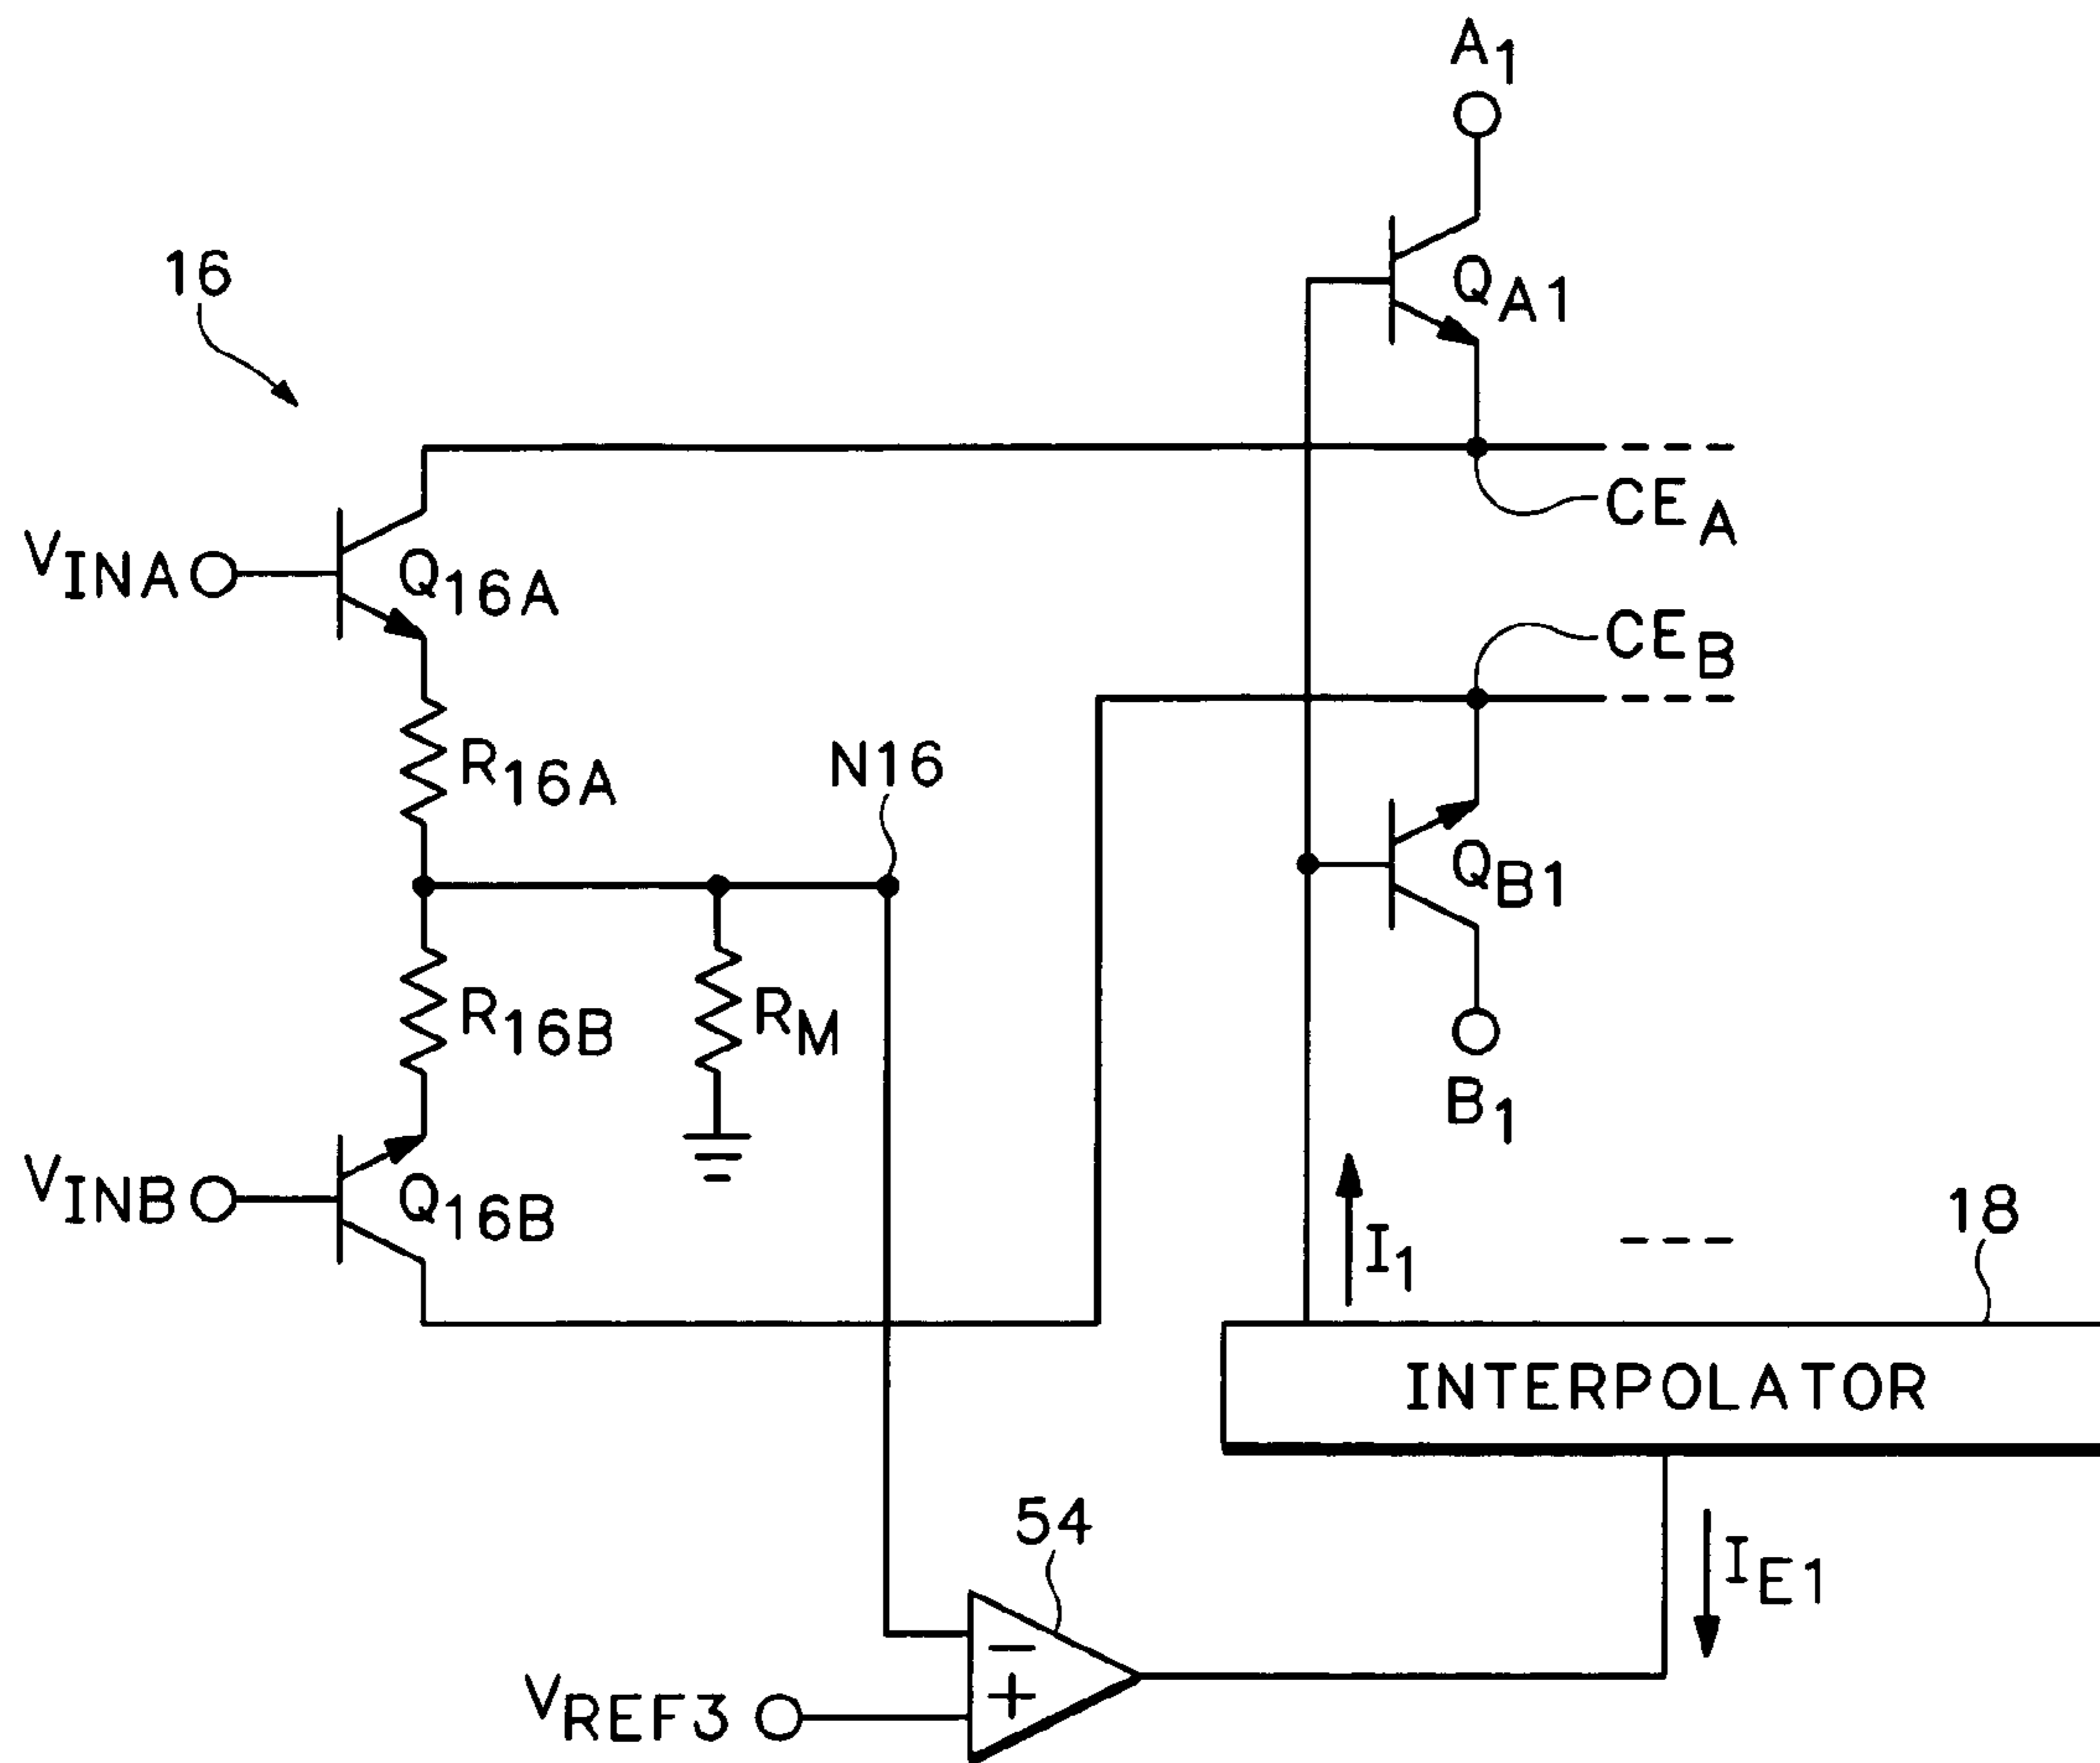 A1
16
QA1
CEA
VINA
Q16A
CEB
R16A
N16
QB1
R16B
RM
B1
VINB
Q16B
I1
18
INTERPOLATOR
54
IE1
−
+
VREF3